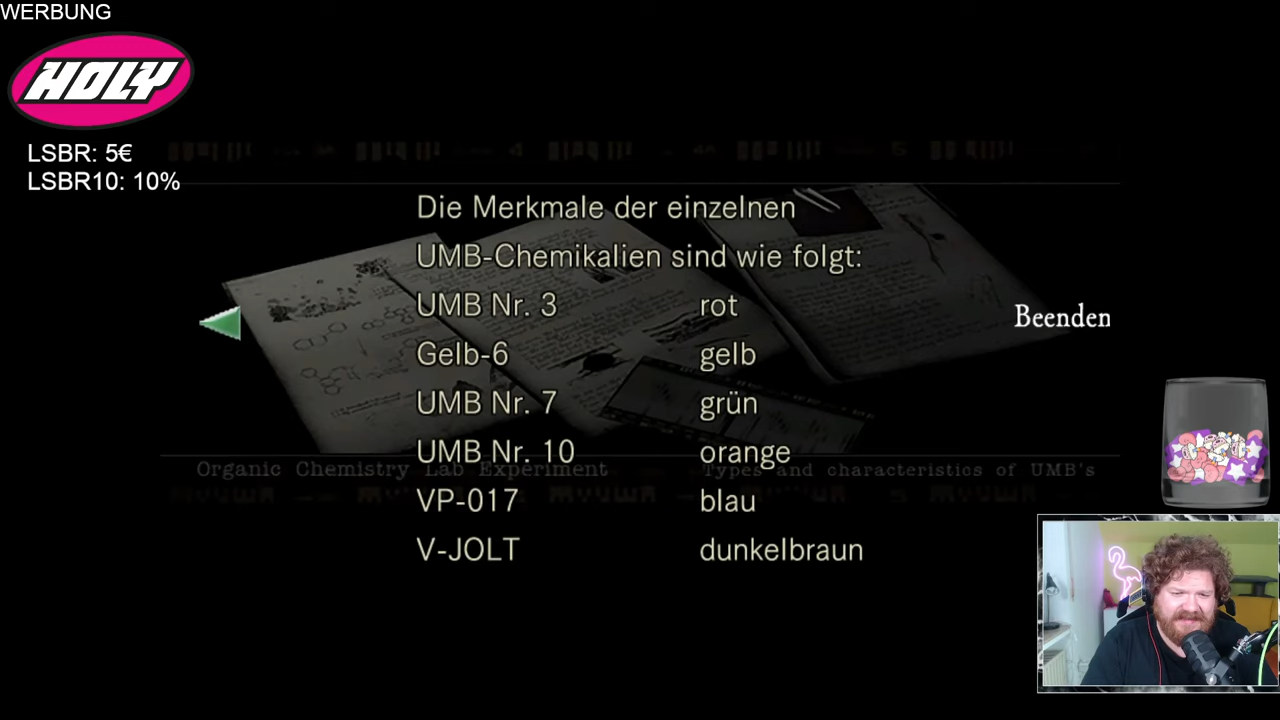 WERBUNG
HOLY
LSBR: 5€
LSBR10: 10%
Die Merkmale der einzelnen
UMB-Chemikalien sind wie folgt:
UMB Nr. 3 rot
Gelb-6 gelb
UMB Nr. 7 grün
UMB Nr. 10 orange
VP-017 blau
V-JOLT dunkelbraun
Beenden
Organic Chemistry Lab Experiment
Types and characteristics of UMB's